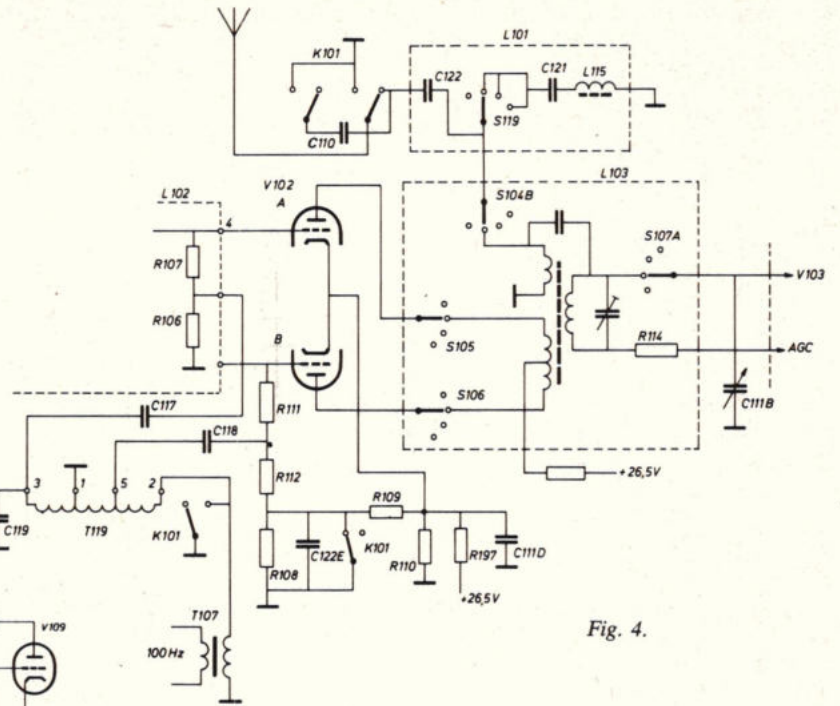 L101
K101
C122
C121
L115
C110
S119
L102
V102
A
L103
4
S104B
S107A
R107
V103
R106
B
S105
R114
AGC
C117
R111
S106
C111B
C118
3
1
5
2
R112
+26,5V
C119
T119
K101
R109
C122E
K101
R108
R110
R197
C111D
+26,5V
T107
V109
100Hz
Fig. 4.